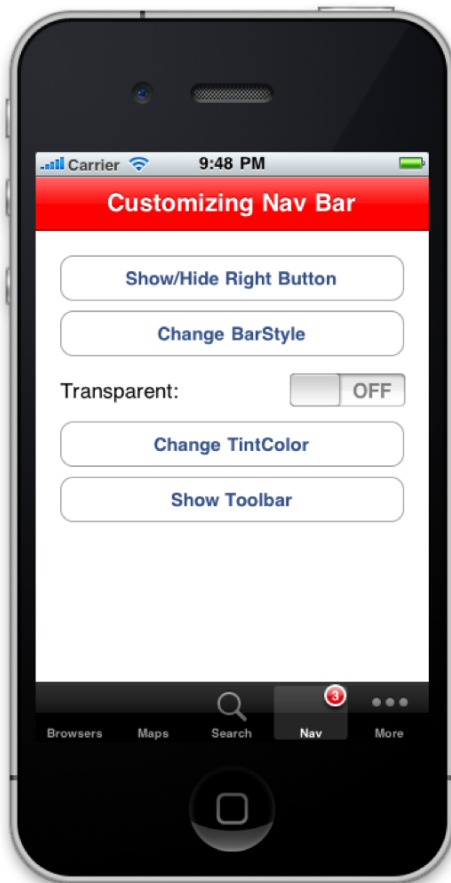 Carrier 9:48 PM
Customizing Nav Bar
Show/Hide Right Button
Change BarStyle
Transparent: OFF
Change TintColor
Show Toolbar
3
Browsers Maps Search Nav More